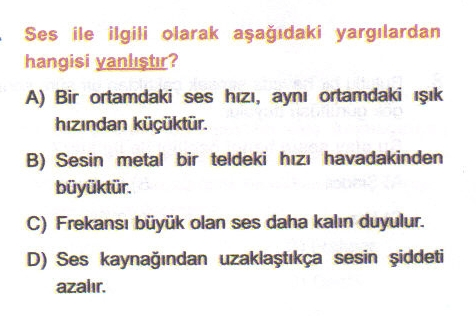 Ses ile ilgili olarak aşağıdaki yargılardan
hangisi yanlıştır?
A) Bir ortamdaki ses hızı, aynı ortamdaki ışık
hızından küçüktür.
B) Sesin metal bir teldeki hızı havadakinden
büyüktür.
C) Frekansı büyük olan ses daha kalın duyulur.
D) Ses kaynağından uzaklaştıkça sesin şiddeti
azalır.